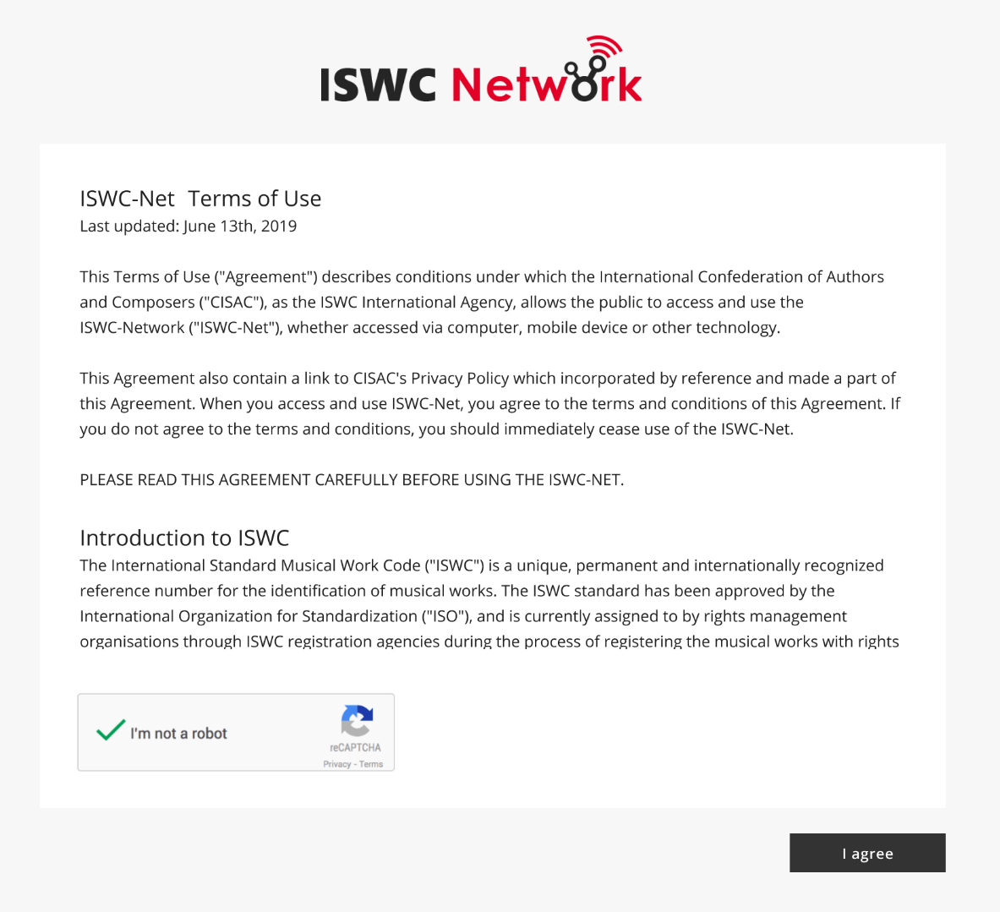 ISWC Network
ISWC-Net Terms of Use
Last updated: June 13th, 2019
This Terms of Use ("Agreement") describes conditions under which the International Confederation of Authors
and Composers ("CISAC"), as the ISWC International Agency, allows the public to access and use the
ISWC-Network ("ISWC-Net"), whether accessed via computer, mobile device or other technology.
This Agreement also contain a link to CISAC's Privacy Policy which incorporated by reference and made a part of
this Agreement. When you access and use ISWC-Net, you agree to the terms and conditions of this Agreement. If
you do not agree to the terms and conditions, you should immediately cease use of the ISWC-Net.
PLEASE READ THIS AGREEMENT CAREFULLY BEFORE USING THE ISWC-NET.
Introduction to ISWC
The International Standard Musical Work Code ("ISWC") is a unique, permanent and internationally recognized
reference number for the identification of musical works. The ISWC standard has been approved by the
International Organization for Standardization ("ISO"), and is currently assigned to by rights management
organisations through ISWC registration agencies during the process of registering the musical works with rights
I'm not a robot
reCAPTCHA
Privacy - Terms
I agree